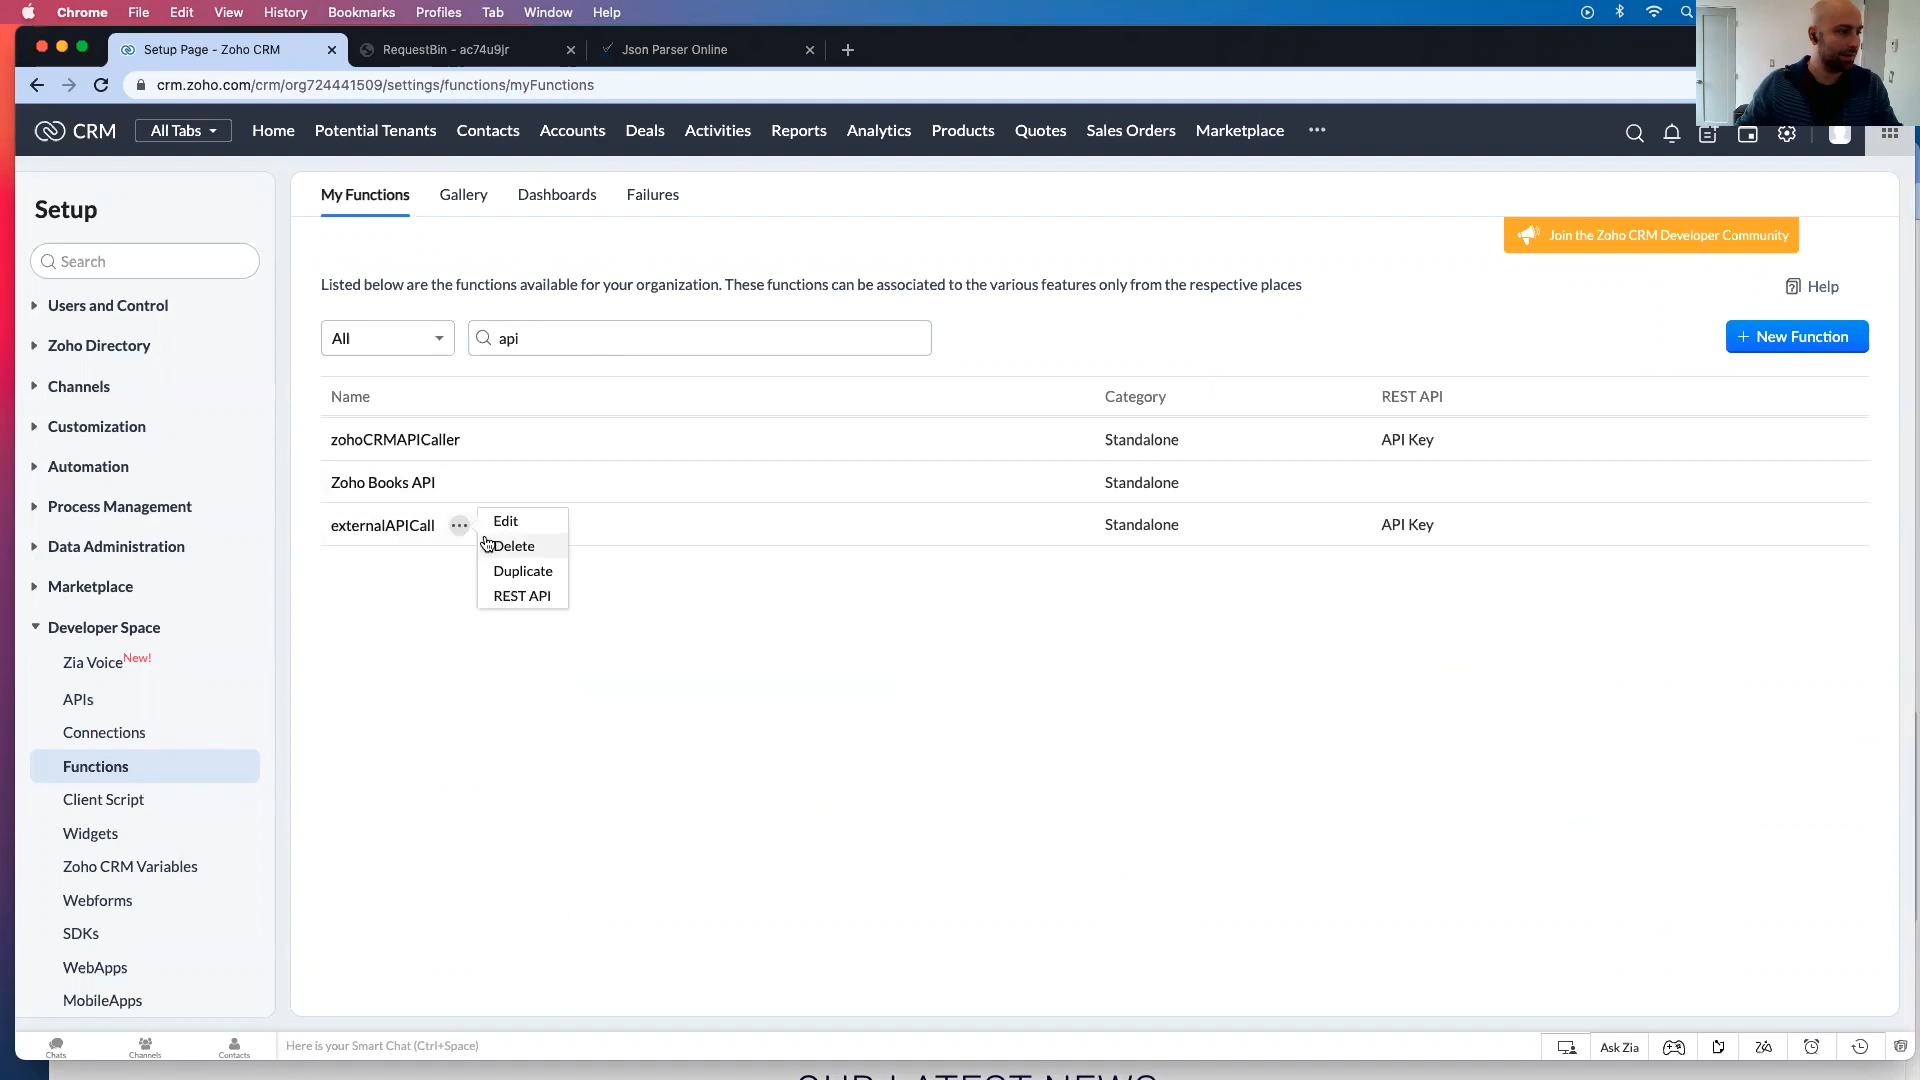 Chrome File Edit View History Bookmarks Profiles Tab Window Help
Setup Page - Zoho CRM RequestBin - ac74u9jr Json Parser Online
crm.zoho.com/crm/org724441509/settings/functions/myFunctions
CRM All Tabs Home Potential Tenants Contacts Accounts Deals Activities Reports Analytics Products Quotes Sales Orders Marketplace
Setup
Search
Users and Control
Zoho Directory
Channels
Customization
Automation
Process Management
Data Administration
Marketplace
Developer Space
Zia Voice New!
APIs
Connections
Functions
Client Script
Widgets
Zoho CRM Variables
Webforms
SDKs
WebApps
MobileApps
My Functions Gallery Dashboards Failures
Join the Zoho CRM Developer Community
Listed below are the functions available for your organization. These functions can be associated to the various features only from the respective places
Help
All api
+ New Function
Name Category REST API
zohoCRMAPICaller Standalone API Key
Zoho Books API Standalone
externalAPICall Standalone API Key
Edit
Delete
Duplicate
REST API
Chats Channels Contacts Here is your Smart Chat (Ctrl+Space) Ask Zia
OUR LATEST NEWS